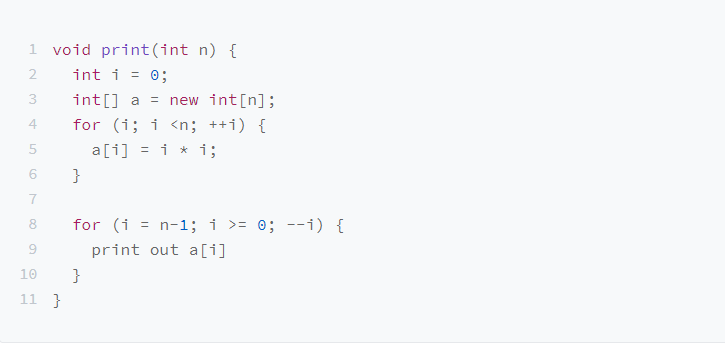 1 void print(int n) {
2   int i = 0;
3   int[] a = new int[n];
4   for (i; i <n; ++i) {
5     a[i] = i * i;
6   }
7
8   for (i = n-1; i >= 0; --i) {
9     print out a[i]
10   }
11 }